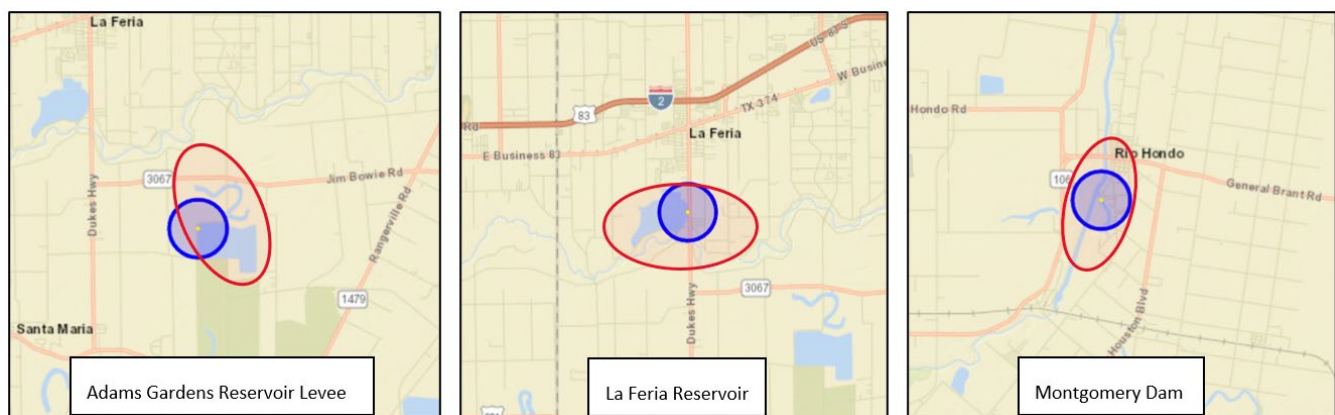 La Feria
3067
Jim Bowie Rd
Dukes Hwy
Rangerville Rd
1479
Santa Maria
Adams Gardens Reservoir Levee
US 83 S
W Busine
2
TX 374
83
Rd
La Feria
E Business 83
3067
Dukes Hwy
La Feria Reservoir
Hondo Rd
Rio Hondo
106
General Brant Rd
Houston Blvd
Montgomery Dam